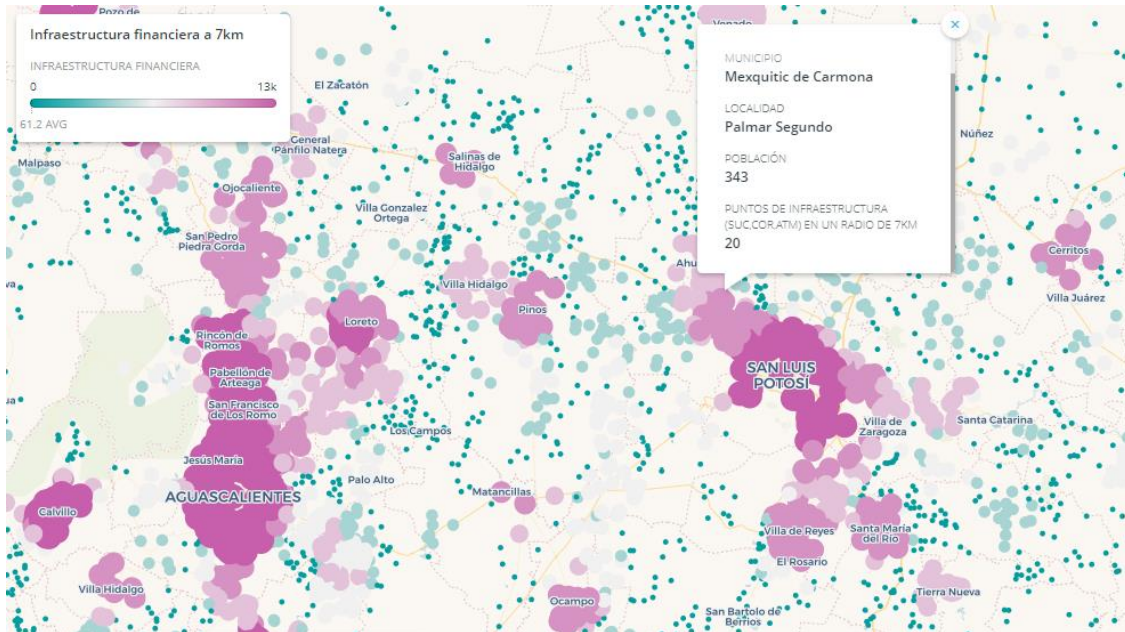 Pozo de
Infraestructura financiera a 7km
INFRAESTRUCTURA FINANCIERA
0
13k
61.2 AVG
Venado
MUNICIPIO
Mexquitic de Carmona
LOCALIDAD
Palmar Segundo
POBLACIÓN
343
PUNTOS DE INFRAESTRUCTURA
(SUC,COR,ATM) EN UN RADIO DE 7KM
20
El Zacatón
Núñez
General
Pánfilo Natera
Malpaso
Salinas de
Hidalgo
Ojocaliente
Villa Gonzalez
Ortega
San Pedro
Piedra Gorda
Cerritos
Ahu
Villa Hidalgo
Pinos
Villa Juárez
Loreto
Rincón de
Romos
Pabellón de
Arteaga
SAN LUIS
POTOSÍ
San Francisco
de Los Romo
Los Campos
Villa de
Zaragoza
Santa Catarina
Jesús María
Palo Alto
AGUASCALIENTES
Matancillas
Calvillo
Villa de Reyes
Santa María
del Río
El Rosario
Villa Hidalgo
Ocampo
Tierra Nueva
San Bartolo de
Berrios